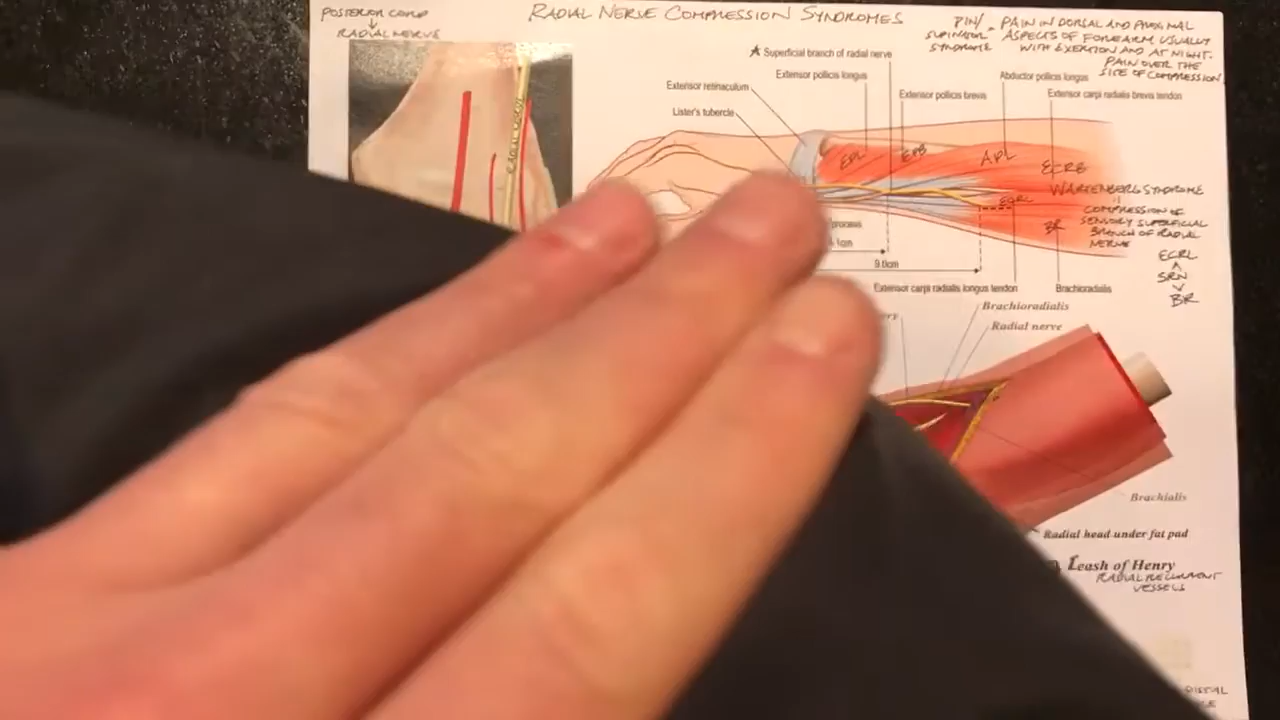 POSTERIOR COMP
RADIAL NERVE
RADIAL NERVE COMPRESSION SYNDROMES
PIN/
SUPINATOR
SYNDROME
- PAIN IN DORSAL AND PROXIMAL
ASPECTS OF FOREARM USUALLY
WITH EXERTION AND AT NIGHT.
PAIN OVER THE
SITE OF COMPRESSION
Superficial branch of radial nerve
Extensor pollicis longus
Extensor retinaculum
Lister's tubercle
Extensor pollicis brevis
Abductor pollicis longus
Extensor carpi radialis brevis tendon
EPL
EPB
APL
ECRB
ECRL
BR
WARTENBERG SYNDROME
COMPRESSION OF
SENSORY SUPERFICIAL
BRANCH OF RADIAL
NERVE
process
9.0cm
ECRL
SRN
BR
Extensor carpi radialis longus tendon
Brachioradialis
Brachioradialis
Radial nerve
Brachialis
Radial head under fat pad
Leash of Henry
RADIAL RECURRENT
VESSELS